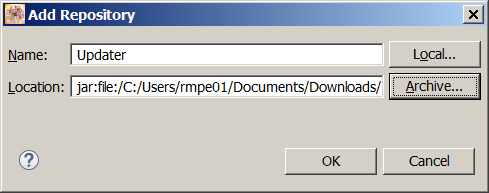 Add Repository
Name: Updater Local...
Location: jar:file:/C:/Users/rmpe01/Documents/Downloads/ Archive...
? OK Cancel